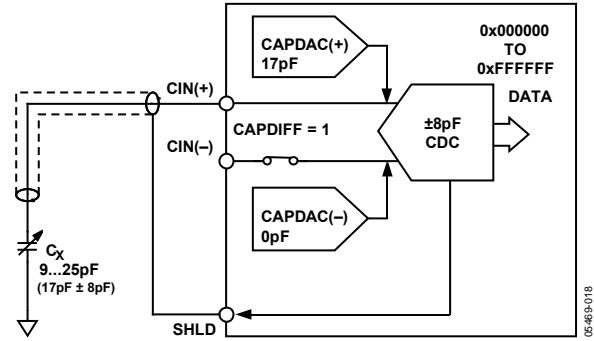 CAPDAC(+)
17pF
0x000000
TO
0xFFFFFF
DATA
CIN(+)
CAPDIFF = 1
±8pF
CDC
CIN(–)
CAPDAC(–)
0pF
CX
9...25pF
(17pF ± 8pF)
SHLD
05469-018